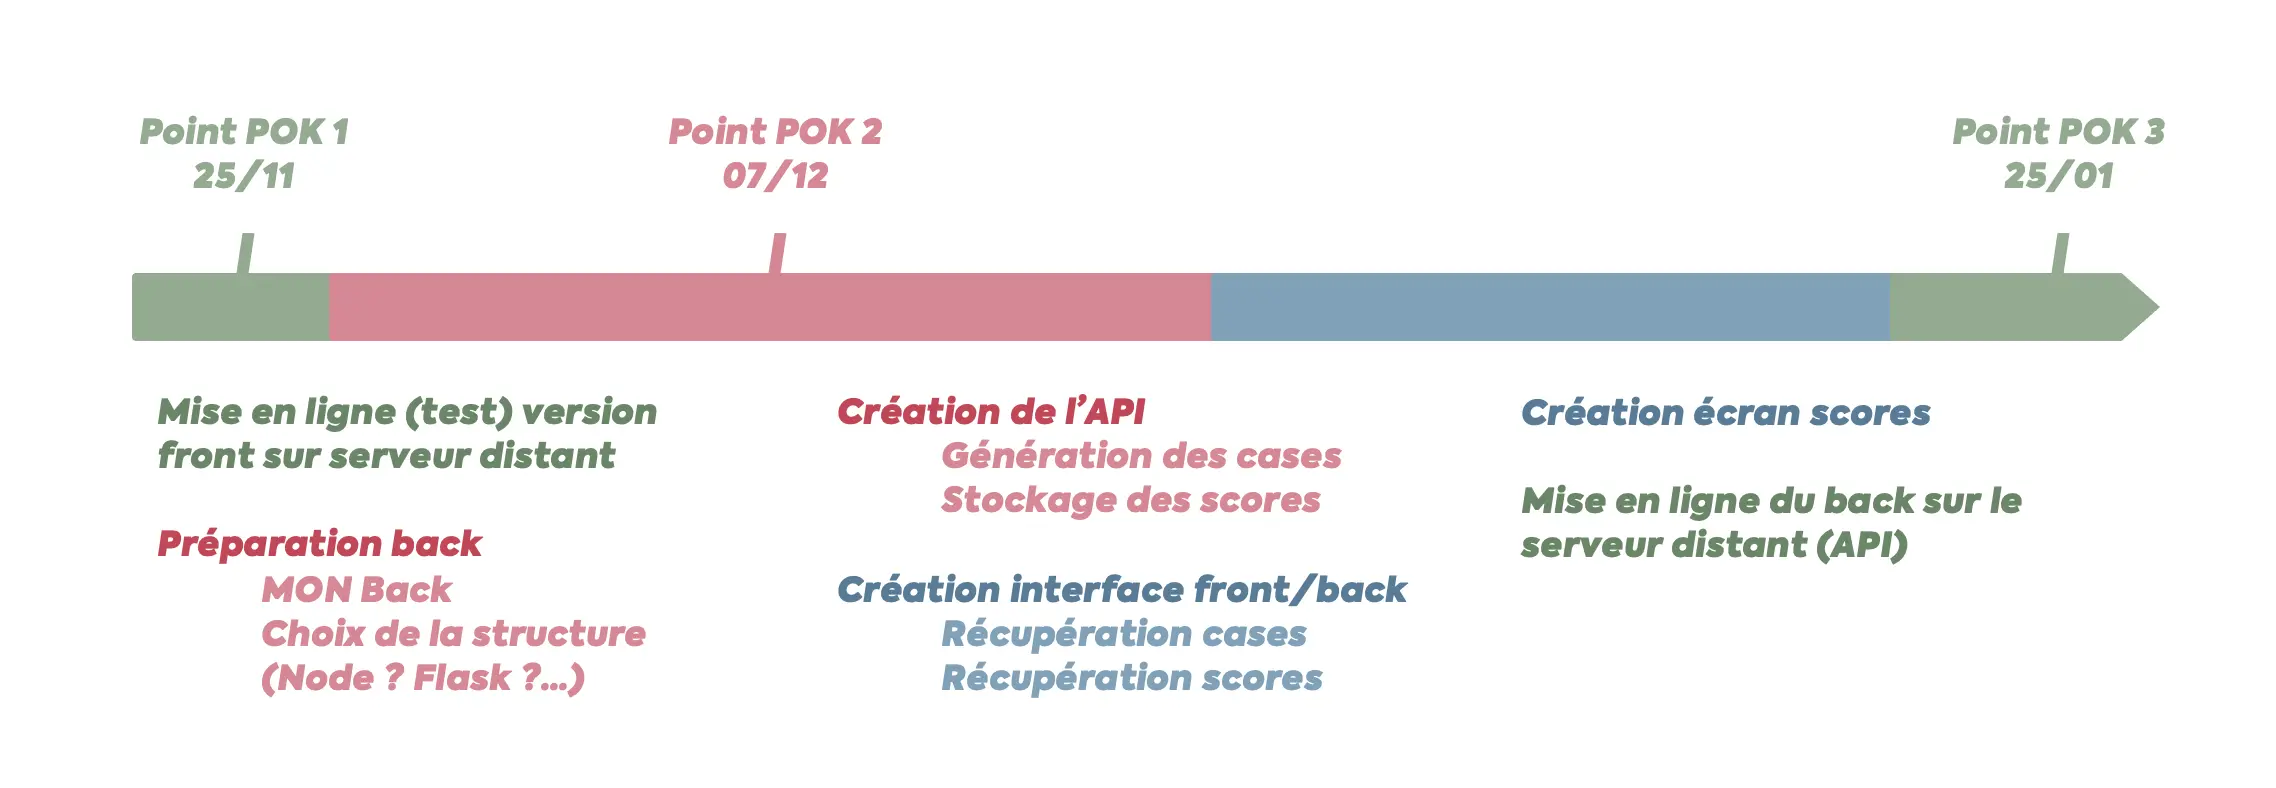 Point POK 1
25/11
Point POK 2
07/12
Point POK 3
25/01
Mise en ligne (test) version
front sur serveur distant
Préparation back
MON Back
Choix de la structure
(Node ? Flask ?...)
Création de l’API
Génération des cases
Stockage des scores
Création interface front/back
Récupération cases
Récupération scores
Création écran scores
Mise en ligne du back sur le
serveur distant (API)